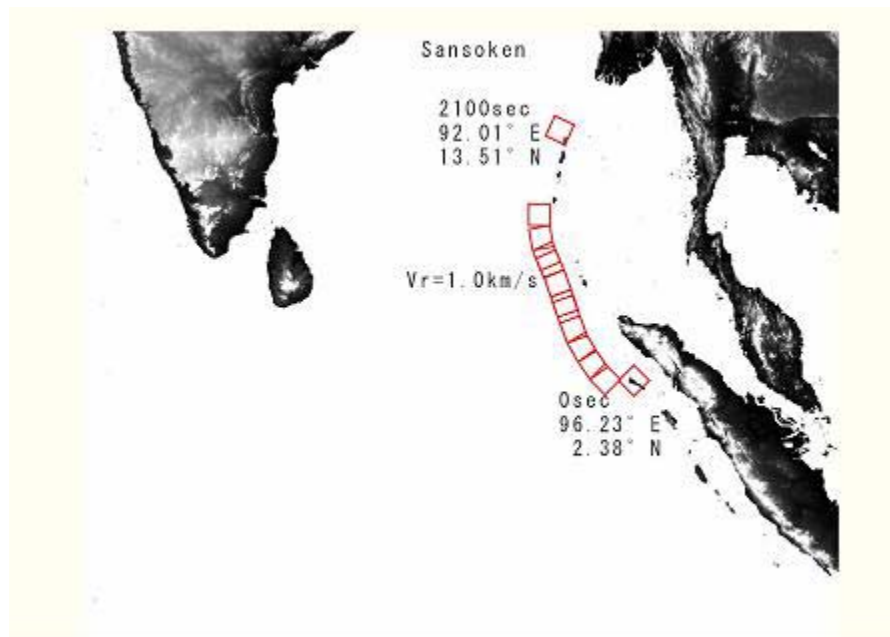 Sansoken
2100sec
92.01° E
13.51° N
Vr=1.0km/s
0sec
96.23° E
2.38° N